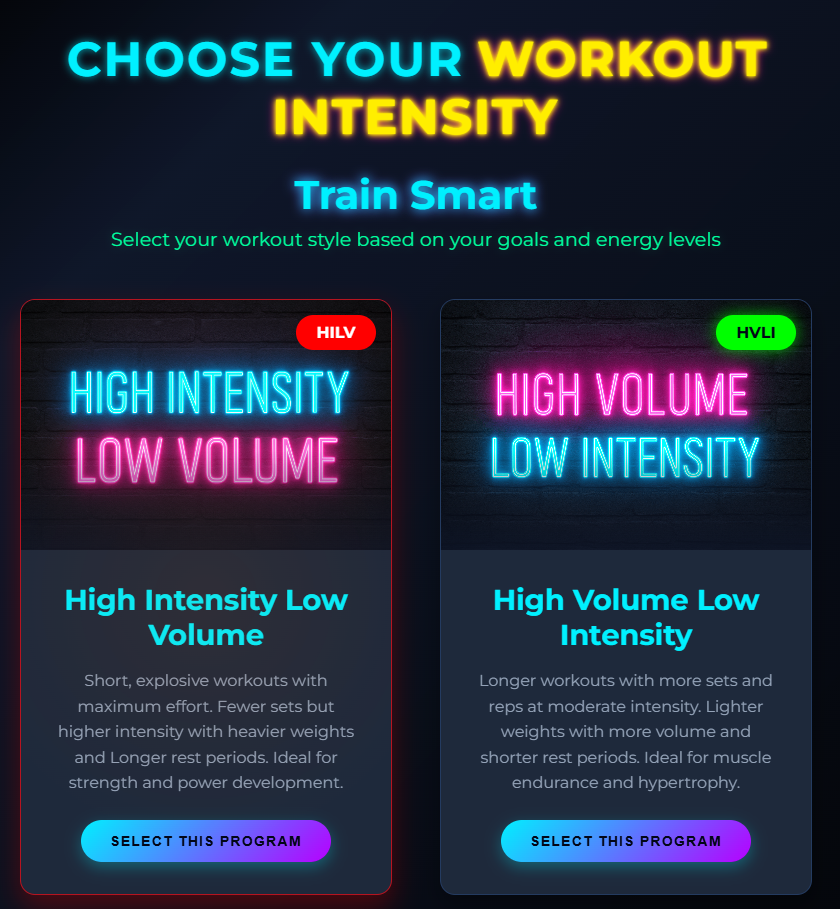 CHOOSE YOUR WORKOUT
INTENSITY
Train Smart
Select your workout style based on your goals and energy levels
HILV
HIGH INTENSITY
LOW VOLUME
High Intensity Low
Volume
Short, explosive workouts with
maximum effort. Fewer sets but
higher intensity with heavier weights
and Longer rest periods. Ideal for
strength and power development.
SELECT THIS PROGRAM
HVLI
HIGH VOLUME
LOW INTENSITY
High Volume Low
Intensity
Longer workouts with more sets and
reps at moderate intensity. Lighter
weights with more volume and
shorter rest periods. Ideal for muscle
endurance and hypertrophy.
SELECT THIS PROGRAM